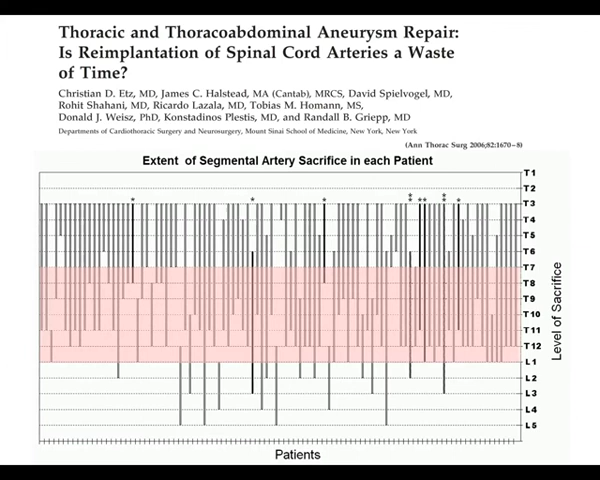 Thoracic and Thoracoabdominal Aneurysm Repair:
Is Reimplantation of Spinal Cord Arteries a Waste
of Time?
Christian D. Etz, MD, James C. Halstead, MA (Cantab), MRCS, David Spielvogel, MD,
Rohit Shahani, MD, Ricardo Lazala, MD, Tobias M. Homann, MS,
Donald J. Weisz, PhD, Konstadinos Plestis, MD, and Randall B. Griepp, MD
Departments of Cardiothoracic Surgery and Neurosurgery, Mount Sinai School of Medicine, New York, New York
(Ann Thorac Surg 2006;82:1670–8)
Extent of Segmental Artery Sacrifice in each Patient
T1
T2
T3
T4
T5
T6
T7
T8
T9
T10
T11
T12
L1
L2
L3
L4
L5
Level of Sacrifice
Patients